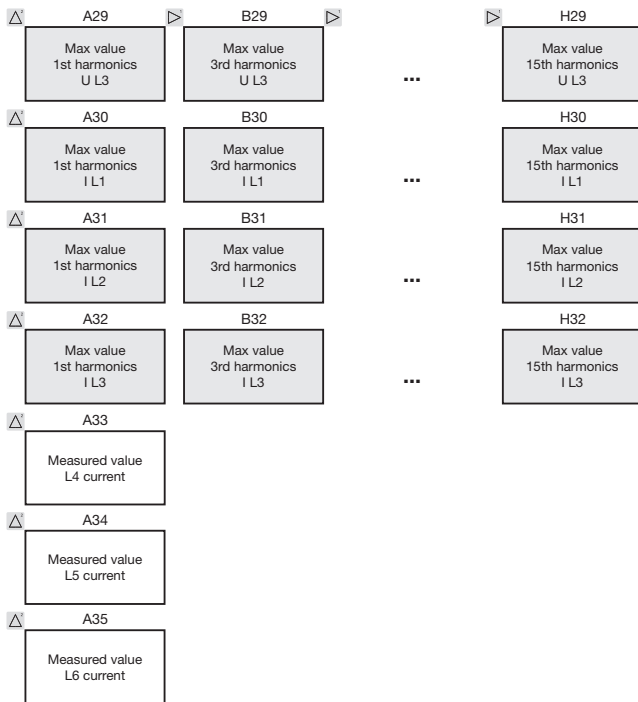 A29 B29 H29
Max value Max value Max value
1st harmonics 3rd harmonics 15th harmonics
U L3 U L3 ... U L3
A30 B30 H30
Max value Max value Max value
1st harmonics 3rd harmonics 15th harmonics
I L1 I L1 ... I L1
A31 B31 H31
Max value Max value Max value
1st harmonics 3rd harmonics 15th harmonics
I L2 I L2 ... I L2
A32 B32 H32
Max value Max value Max value
1st harmonics 3rd harmonics 15th harmonics
I L3 I L3 ... I L3
A33
Measured value
L4 current
A34
Measured value
L5 current
A35
Measured value
L6 current